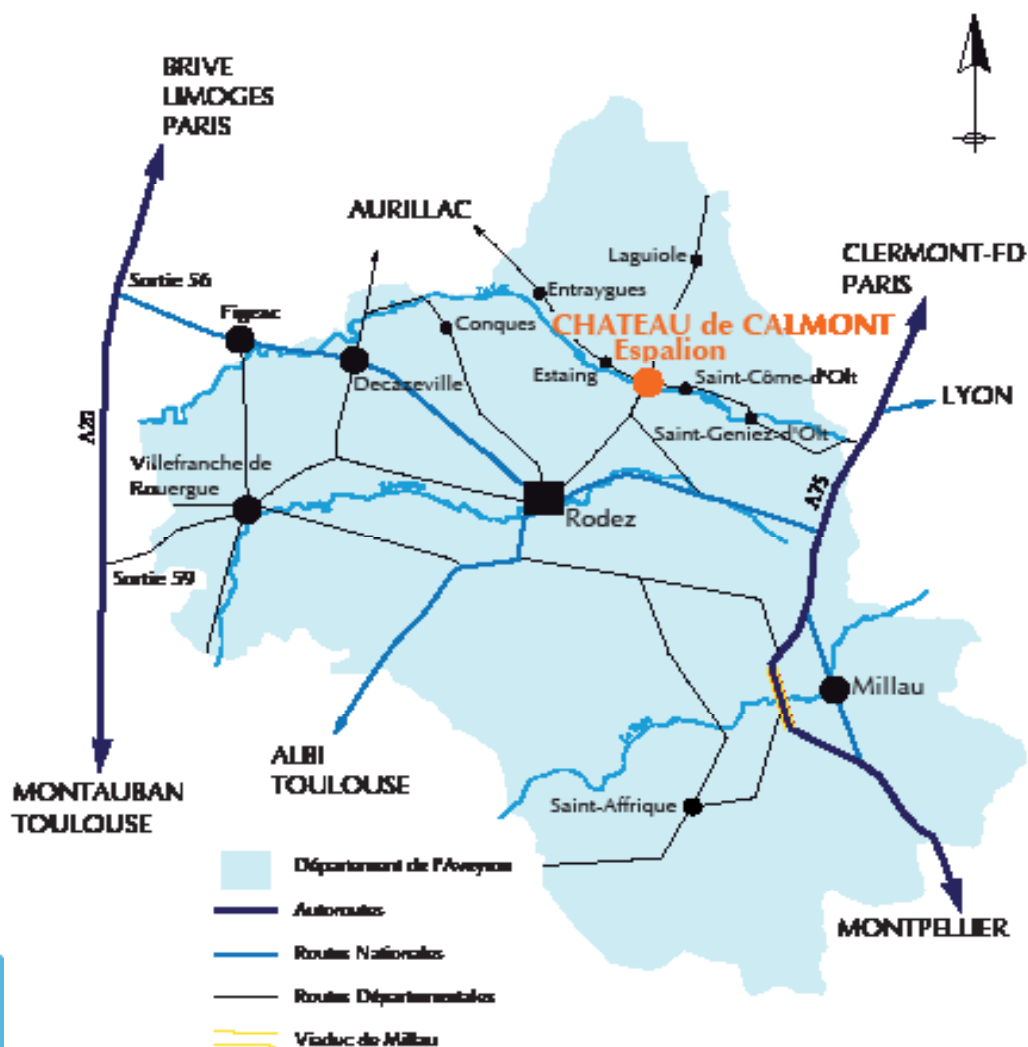 BRIVE
LIMOGES
PARIS
AURILLAC
Laguiole
CLERMONT-FD
PARIS
Sortie 56
Entraygues
Figeac
Conques
CHATEAU de CALMONT
Espalion
Estaing
Saint-Côme-d'Olt
Decazeville
LYON
Saint-Geniez-d'Olt
A20
Villefranche de
Rouergue
A75
Rodez
Sortie 59
Millau
ALBI
TOULOUSE
MONTAUBAN
TOULOUSE
Saint-Affrique
Département de l'Aveyron
Autoroutes
MONTPELLIER
Routes Nationales
Routes Départementales
Viaduc de Millau